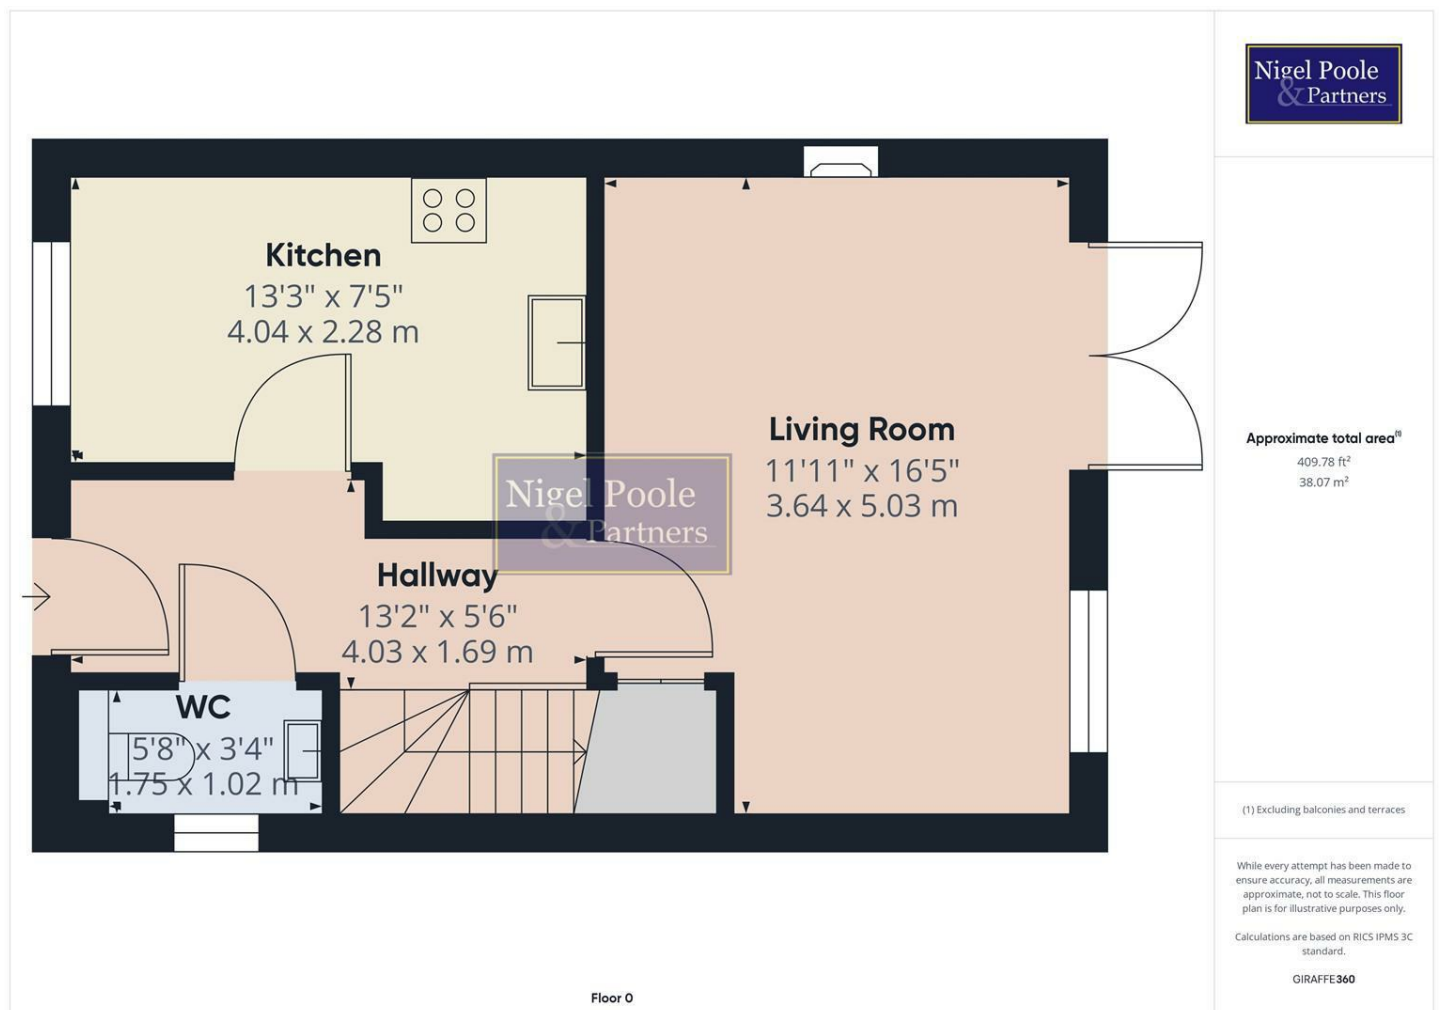 Nigel Poole
& Partners
Kitchen
13'3" x 7'5"
4.04 x 2.28 m
Living Room
11'11" x 16'5"
3.64 x 5.03 m
Nigel Poole
& Partners
Hallway
13'2" x 5'6"
4.03 x 1.69 m
WC
5'8" x 3'4"
1.75 x 1.02 m
Floor 0
Approximate total area(1)
409.78 ft²
38.07 m²
(1) Excluding balconies and terraces
While every attempt has been made to
ensure accuracy, all measurements are
approximate, not to scale. This floor
plan is for illustrative purposes only.
Calculations are based on RICS IPMS 3C
standard.
GIRAFFE360